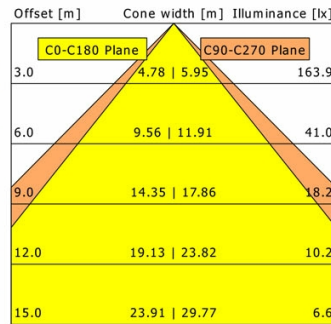 Offset [m] Cone width [m] Illuminance [lx]
C0-C180 Plane C90-C270 Plane
3.0 4.78 | 5.95 163.9
6.0 9.56 | 11.91 41.0
9.0 14.35 | 17.86 18.2
12.0 19.13 | 23.82 10.2
15.0 23.91 | 29.77 6.6